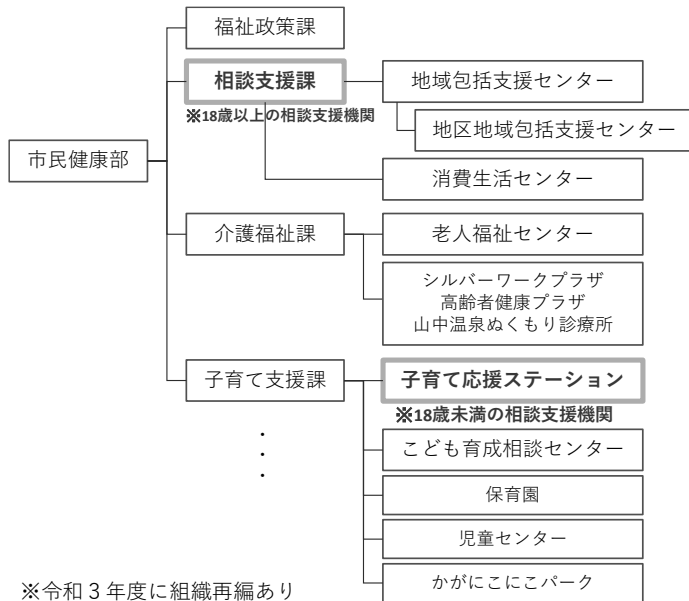 福祉政策課
相談支援課
※18歳以上の相談支援機関
地域包括支援センター
地区地域包括支援センター
市民健康部
消費生活センター
介護福祉課
老人福祉センター
シルバーワークプラザ
高齢者健康プラザ
山中温泉ぬくもり診療所
子育て支援課
子育て応援ステーション
※18歳未満の相談支援機関
・
・
・
こども育成相談センター
保育園
児童センター
かがにこにこパーク
※令和３年度に組織再編あり